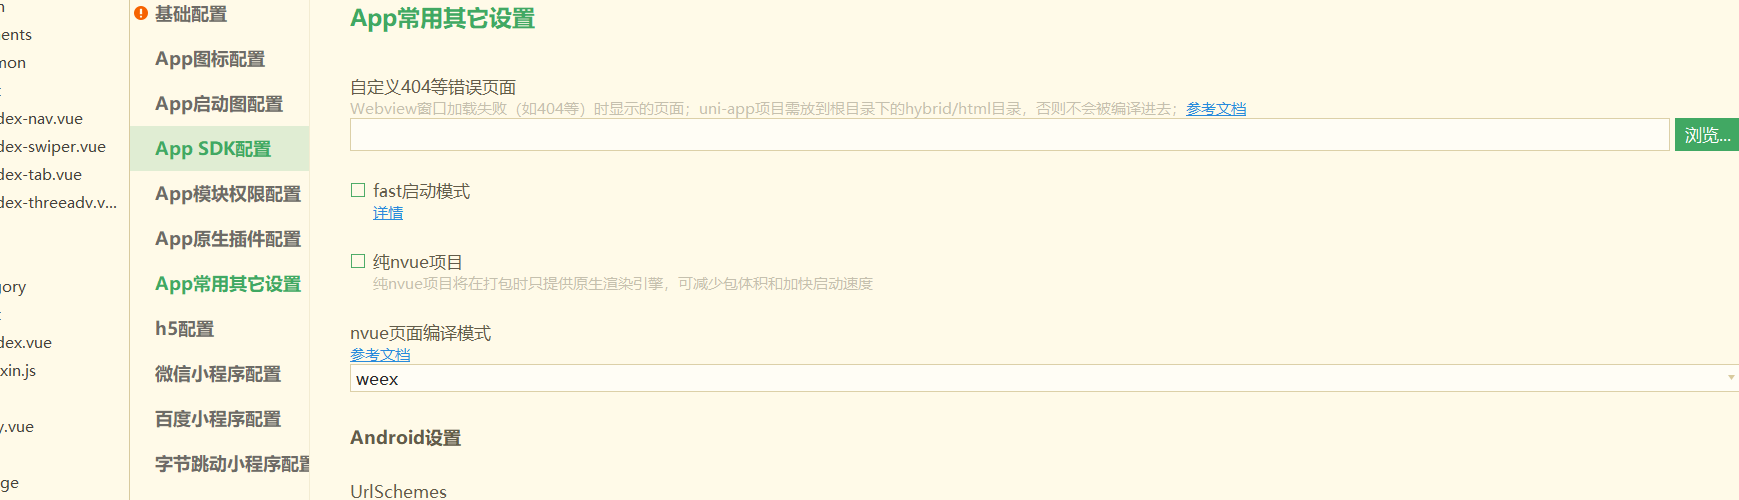 ments
mon
dex-nav.vue
dex-swiper.vue
dex-tab.vue
dex-threeadv.v...
gory
dex.vue
xin.js
y.vue
ge
基础配置
App图标配置
App启动图配置
App SDK配置
App模块权限配置
App原生插件配置
App常用其它设置
h5配置
微信小程序配置
百度小程序配置
字节跳动小程序配置
App常用其它设置
自定义404等错误页面
Webview窗口加载失败（如404等）时显示的页面；uni-app项目需放到根目录下的hybrid/html目录，否则不会被编译进去；参考文档
浏览...
fast启动模式
详情
纯nvue项目
纯nvue项目将在打包时只提供原生渲染引擎，可减少包体积和加快启动速度
nvue页面编译模式
参考文档
weex
Android设置
UrlSchemes